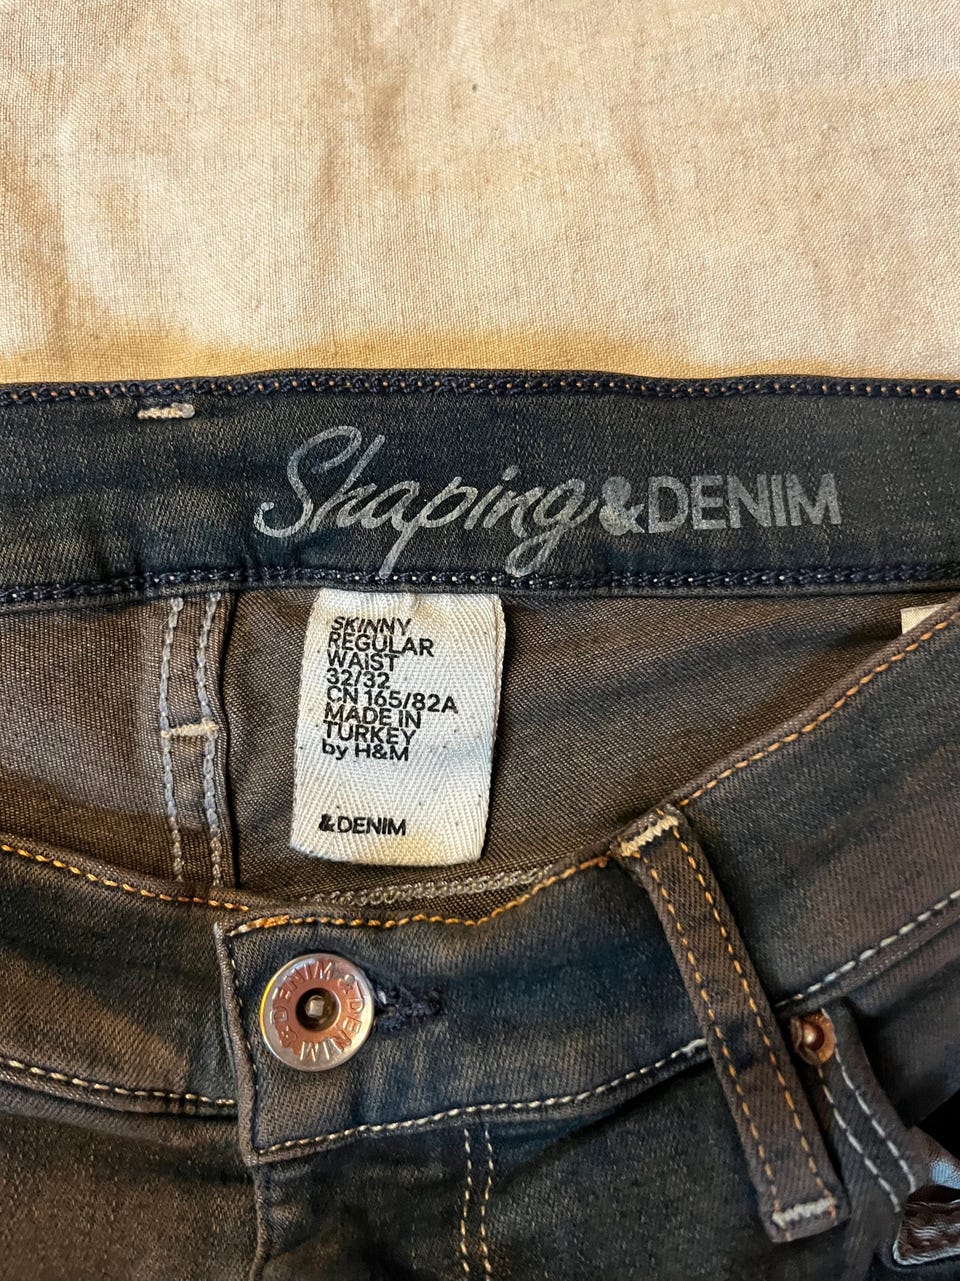 Shaping &DENIM
SKINNY
REGULAR
WAIST
32/32
CN 165/82A
MADE IN
TURKEY
by H&M
&DENIM
&DENIM &DENIM